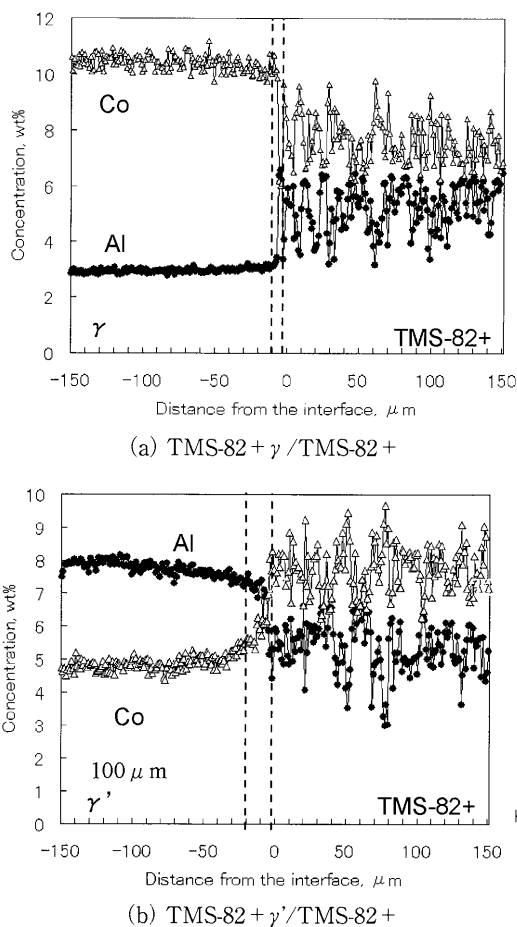 12
10
8
6
4
2
0
Concentration, wt%
Co
Al
γ
TMS-82+
−150 −100 −50 0 50 100 150
Distance from the interface, μm
(a) TMS-82+γ/TMS-82+
10
9
8
7
6
5
4
3
2
1
0
Concentration, wt%
Al
Co
100μm
γ’
TMS-82+
−150 −100 −50 0 50 100 150
Distance from the interface, μm
(b) TMS-82+γ’/TMS-82+